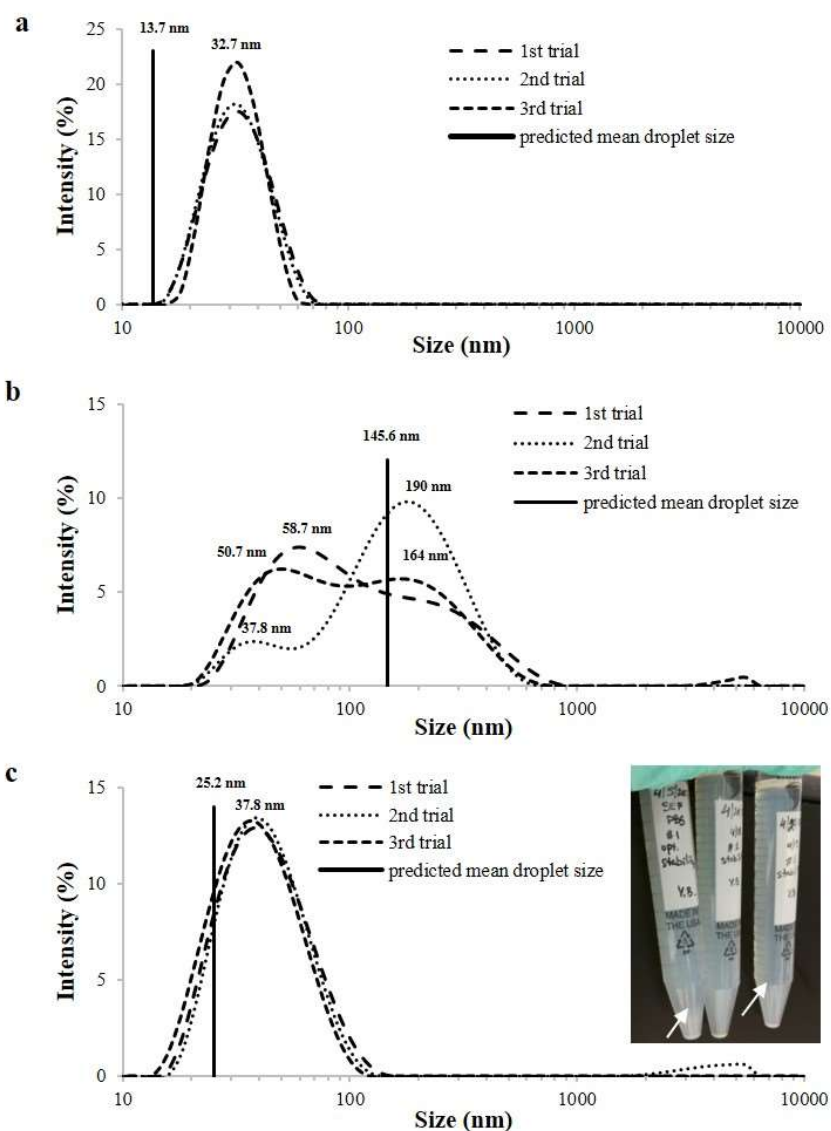 a
13.7 nm
32.7 nm
1st trial
2nd trial
3rd trial
predicted mean droplet size
Intensity (%)
25
20
15
10
5
0
10 100 1000 10000
Size (nm)
b
145.6 nm
190 nm
58.7 nm
50.7 nm
164 nm
37.8 nm
1st trial
2nd trial
3rd trial
predicted mean droplet size
Intensity (%)
15
10
5
0
10 100 1000 10000
Size (nm)
c
25.2 nm
37.8 nm
1st trial
2nd trial
3rd trial
predicted mean droplet size
Intensity (%)
15
10
5
0
10 100 1000 10000
Size (nm)
opt.
stability
Y.B.
MADE IN
THE USA